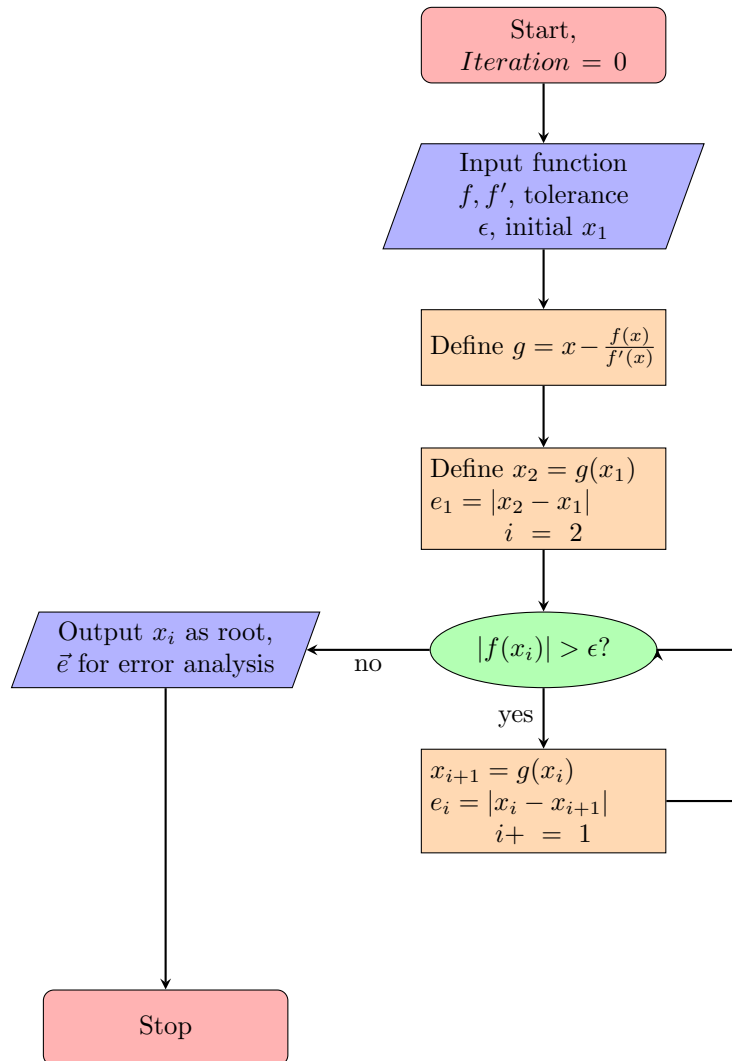 Start,
Iteration = 0
Input function
f, f′, tolerance
ϵ, initial x₁
Define g = x − f(x)/f′(x)
Define x₂ = g(x₁)
e₁ = |x₂ − x₁|
i = 2
|f(xᵢ)| > ϵ?
no
Output xᵢ as root,
e⃗ for error analysis
yes
xᵢ₊₁ = g(xᵢ)
eᵢ = |xᵢ − xᵢ₊₁|
i+ = 1
Stop